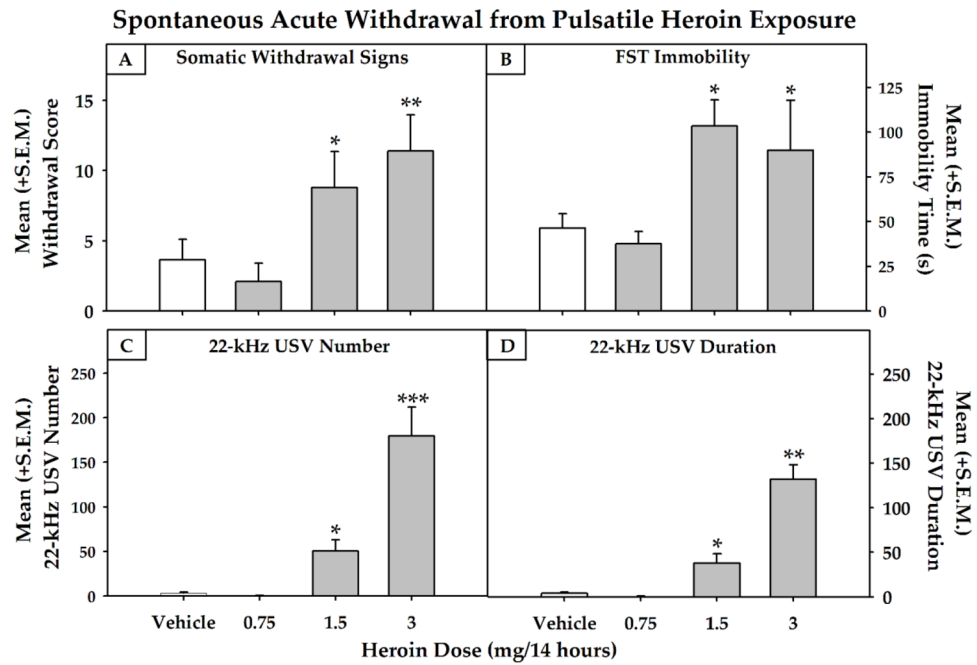 Spontaneous Acute Withdrawal from Pulsatile Heroin Exposure
A
Somatic Withdrawal Signs
Mean (+S.E.M.)
Withdrawal Score
15
10
5
0
*
**
B
FST Immobility
*
*
125
100
75
50
25
0
Mean (+S.E.M.)
Immobility Time (s)
C
22-kHz USV Number
Mean (+S.E.M.)
22-kHz USV Number
250
200
150
100
50
0
*
***
D
22-kHz USV Duration
*
**
250
200
150
100
50
0
Mean (+S.E.M.)
22-kHz USV Duration
Vehicle 0.75 1.5 3 Vehicle 0.75 1.5 3
Heroin Dose (mg/14 hours)